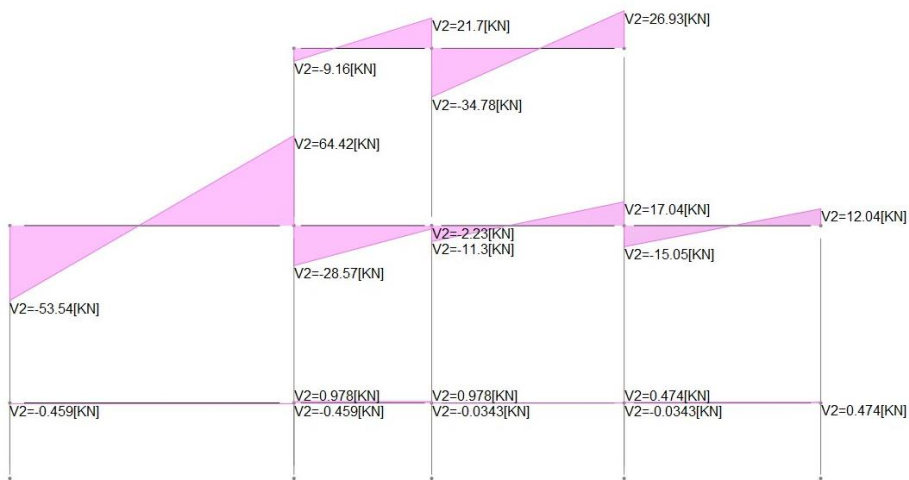 V2=26.93[KN]
V2=21.7[KN]
V2=-9.16[KN]
V2=-34.78[KN]
V2=64.42[KN]
V2=17.04[KN]
V2=12.04[KN]
V2=-2.23[KN]
V2=-11.3[KN]
V2=-15.05[KN]
V2=-28.57[KN]
V2=-53.54[KN]
V2=0.978[KN] V2=0.978[KN] V2=0.474[KN]
V2=-0.459[KN] V2=-0.459[KN] V2=-0.0343[KN] V2=-0.0343[KN] V2=0.474[KN]